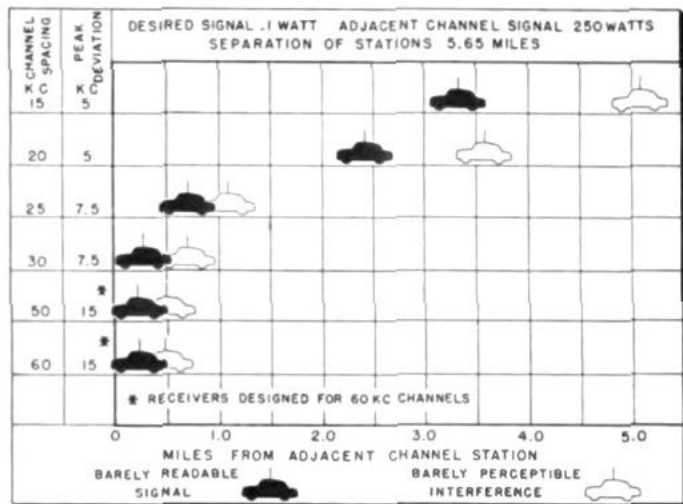 DESIRED SIGNAL .1 WATT ADJACENT CHANNEL SIGNAL 250 WATTS
SEPARATION OF STATIONS 5.65 MILES
KC CHANNEL SPACING
PEAK KC DEVIATION
15 5
20 5
25 7.5
30 7.5
50 15 *
60 15 *
* RECEIVERS DESIGNED FOR 60 KC CHANNELS
0 1.0 2.0 3.0 4.0 5.0
MILES FROM ADJACENT CHANNEL STATION
BARELY READABLE SIGNAL
BARELY PERCEPTIBLE INTERFERENCE